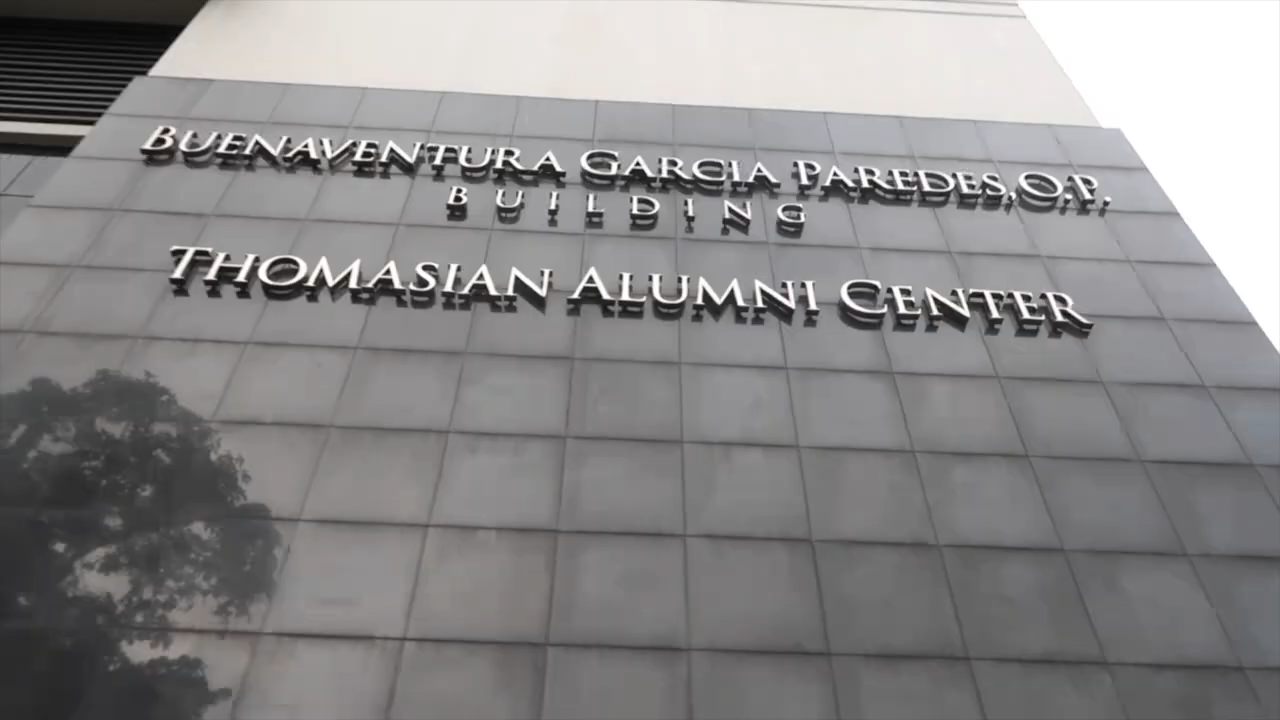 BUENAVENTURA GARCIA PAREDES, O.P.
BUILDING
THOMASIAN ALUMNI CENTER